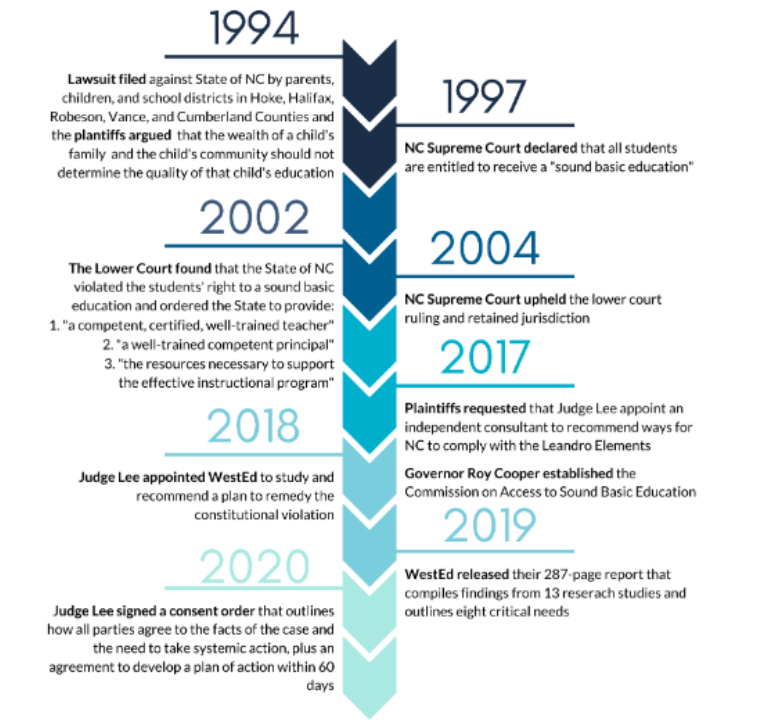 1994
Lawsuit filed against State of NC by parents,
children, and school districts in Hoke, Halifax,
Robeson, Vance, and Cumberland Counties and
the plantiffs argued that the wealth of a child's
family and the child's community should not
determine the quality of that child's education
1997
NC Supreme Court declared that all students
are entitled to receive a "sound basic education"
2002
The Lower Court found that the State of NC
violated the students' right to a sound basic
education and ordered the State to provide:
1. "a competent, certified, well-trained teacher"
2. "a well-trained competent principal"
3. "the resources necessary to support
the effective instructional program"
2004
NC Supreme Court upheld the lower court
ruling and retained jurisdiction
2017
Plaintiffs requested that Judge Lee appoint an
independent consultant to recommend ways for
NC to comply with the Leandro Elements
Governor Roy Cooper established the
Commission on Access to Sound Basic Education
2018
Judge Lee appointed WestEd to study and
recommend a plan to remedy the
constitutional violation
2019
WestEd released their 287-page report that
compiles findings from 13 reserach studies and
outlines eight critical needs
2020
Judge Lee signed a consent order that outlines
how all parties agree to the facts of the case and
the need to take systemic action, plus an
agreement to develop a plan of action within 60
days